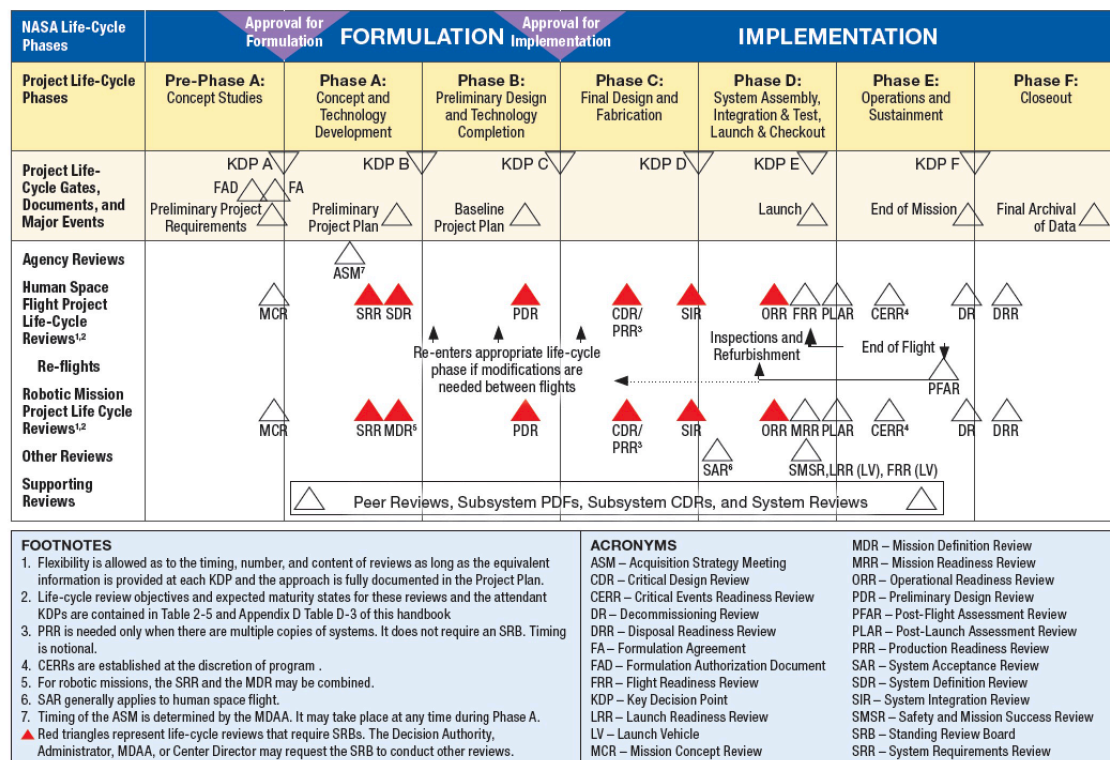 NASA Life-Cycle Phases
Approval for Formulation
FORMULATION
Approval for Implementation
IMPLEMENTATION
Project Life-Cycle Phases
Pre-Phase A: Concept Studies
Phase A: Concept and Technology Development
Phase B: Preliminary Design and Technology Completion
Phase C: Final Design and Fabrication
Phase D: System Assembly, Integration & Test, Launch & Checkout
Phase E: Operations and Sustainment
Phase F: Closeout
Project Life-Cycle Gates, Documents, and Major Events
KDP A
KDP B
KDP C
KDP D
KDP E
KDP F
FAD
FA
Preliminary Project Requirements
Preliminary Project Plan
Baseline Project Plan
Launch
End of Mission
Final Archival of Data
Agency Reviews
ASM7
Human Space Flight Project Life-Cycle Reviews1,2
MCR
SRR
SDR
PDR
CDR/PRR3
SIR
ORR
FRR
PLAR
CERR4
DR
DRR
Re-flights
Re-enters appropriate life-cycle phase if modifications are needed between flights
Inspections and Refurbishment
End of Flight
PFAR
Robotic Mission Project Life Cycle Reviews1,2
MCR
SRR
MDR5
PDR
CDR/PRR3
SIR
ORR
MRR
PLAR
CERR4
DR
DRR
Other Reviews
SAR6
SMSR,LRR (LV), FRR (LV)
Supporting Reviews
Peer Reviews, Subsystem PDFs, Subsystem CDRs, and System Reviews
FOOTNOTES
1. Flexibility is allowed as to the timing, number, and content of reviews as long as the equivalent
information is provided at each KDP and the approach is fully documented in the Project Plan.
2. Life-cycle review objectives and expected maturity states for these reviews and the attendant
KDPs are contained in Table 2-5 and Appendix D Table D-3 of this handbook
3. PRR is needed only when there are multiple copies of systems. It does not require an SRB. Timing
is notional.
4. CERRs are established at the discretion of program .
5. For robotic missions, the SRR and the MDR may be combined.
6. SAR generally applies to human space flight.
7. Timing of the ASM is determined by the MDAA. It may take place at any time during Phase A.
Red triangles represent life-cycle reviews that require SRBs. The Decision Authority,
Administrator, MDAA, or Center Director may request the SRB to conduct other reviews.
ACRONYMS
ASM – Acquisition Strategy Meeting
CDR – Critical Design Review
CERR – Critical Events Readiness Review
DR – Decommissioning Review
DRR – Disposal Readiness Review
FA – Formulation Agreement
FAD – Formulation Authorization Document
FRR – Flight Readiness Review
KDP – Key Decision Point
LRR – Launch Readiness Review
LV – Launch Vehicle
MCR – Mission Concept Review
MDR – Mission Definition Review
MRR – Mission Readiness Review
ORR – Operational Readiness Review
PDR – Preliminary Design Review
PFAR – Post-Flight Assessment Review
PLAR – Post-Launch Assessment Review
PRR – Production Readiness Review
SAR – System Acceptance Review
SDR – System Definition Review
SIR – System Integration Review
SMSR – Safety and Mission Success Review
SRB – Standing Review Board
SRR – System Requirements Review